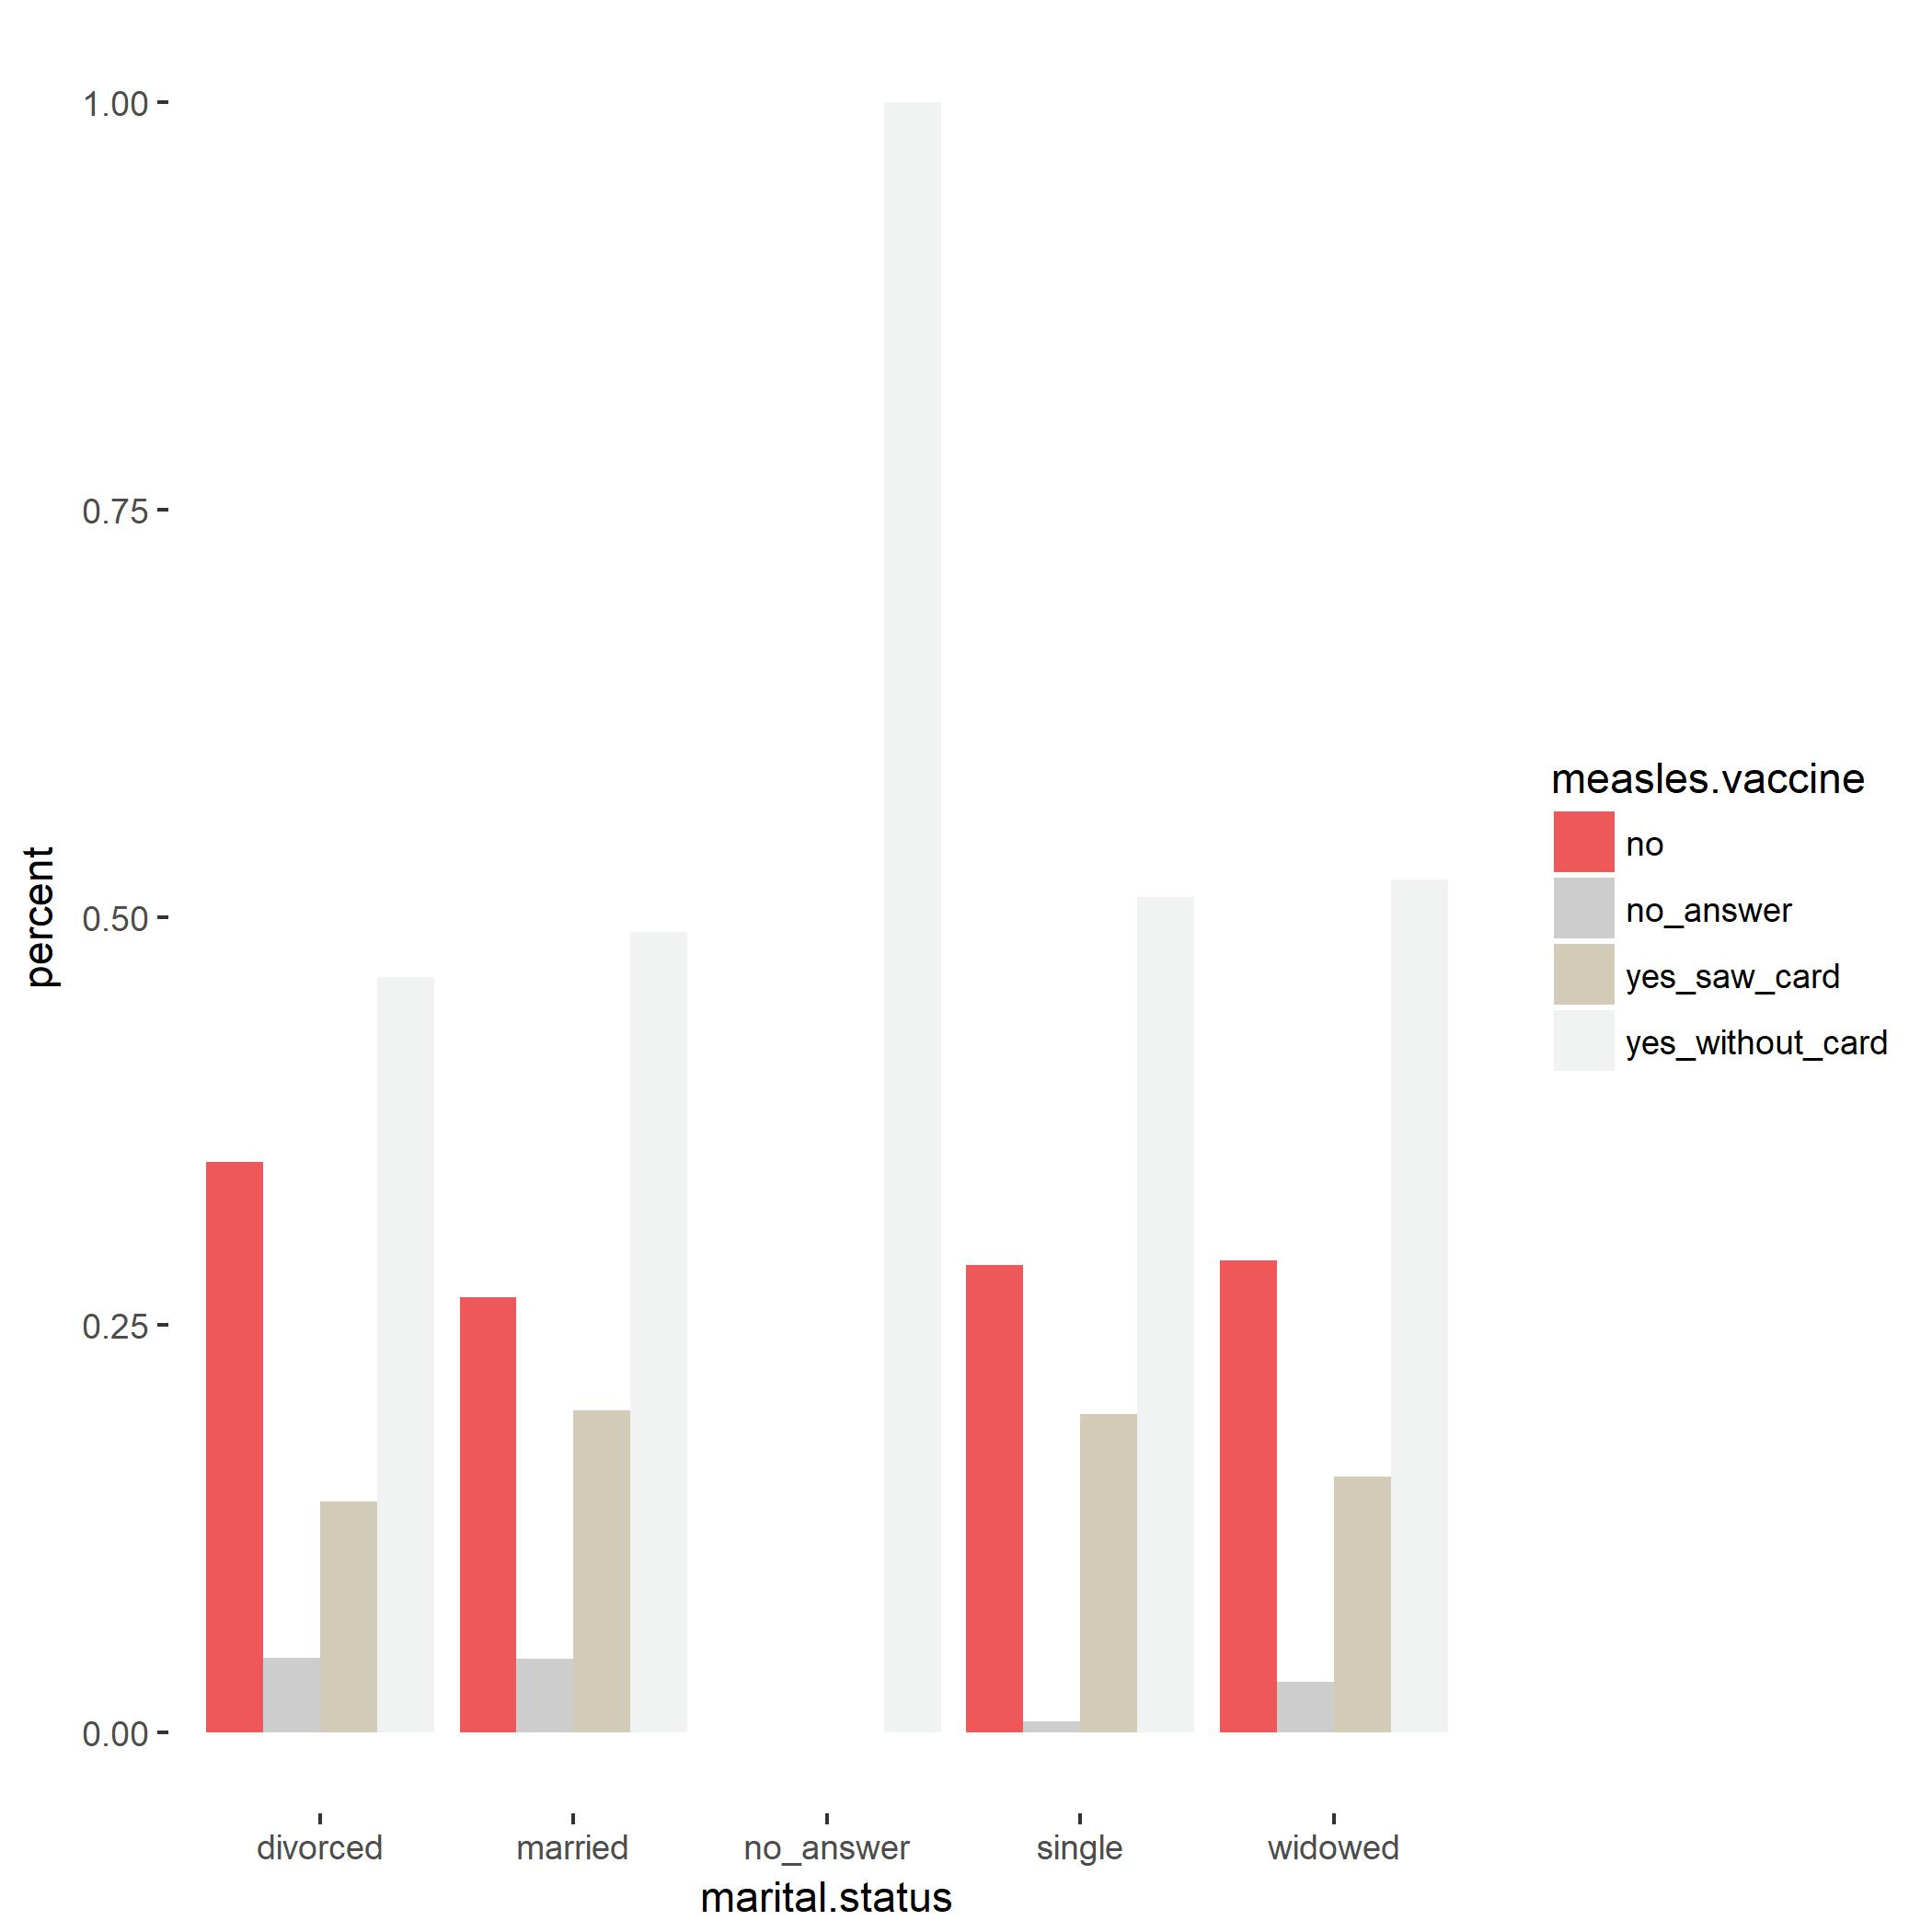 1.00
0.75
0.50
0.25
0.00
percent
divorced married no_answer single widowed
marital.status
measles.vaccine
no
no_answer
yes_saw_card
yes_without_card